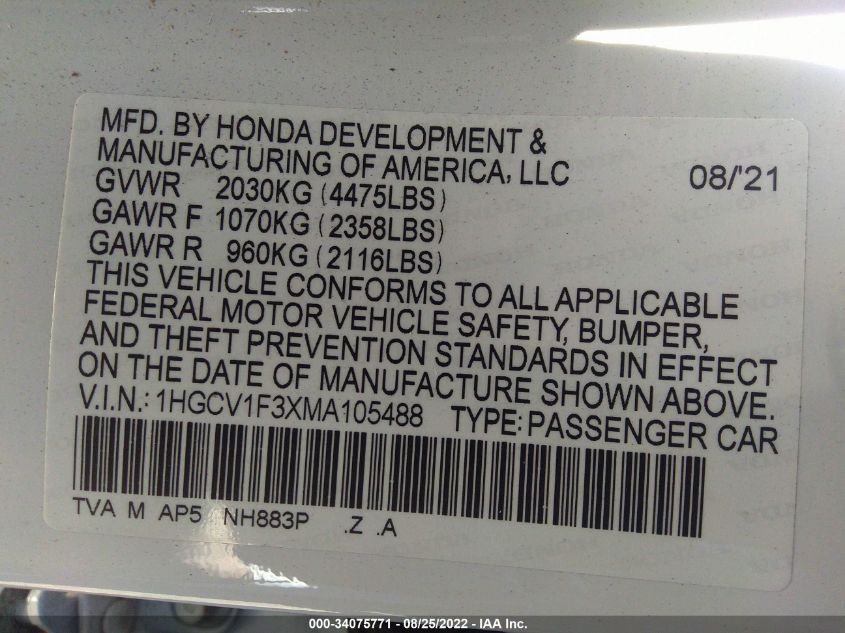 MFD. BY HONDA DEVELOPMENT &
MANUFACTURING OF AMERICA, LLC 08/'21
GVWR 2030KG (4475LBS)
GAWR F 1070KG (2358LBS)
GAWR R 960KG (2116LBS)
THIS VEHICLE CONFORMS TO ALL APPLICABLE
FEDERAL MOTOR VEHICLE SAFETY, BUMPER,
AND THEFT PREVENTION STANDARDS IN EFFECT
ON THE DATE OF MANUFACTURE SHOWN ABOVE.
V.I.N.: 1HGCV1F3XMA105488 TYPE: PASSENGER CAR
TVA M AP5 NH883P .Z .A
000-34075771 - 08/25/2022 - IAA Inc.